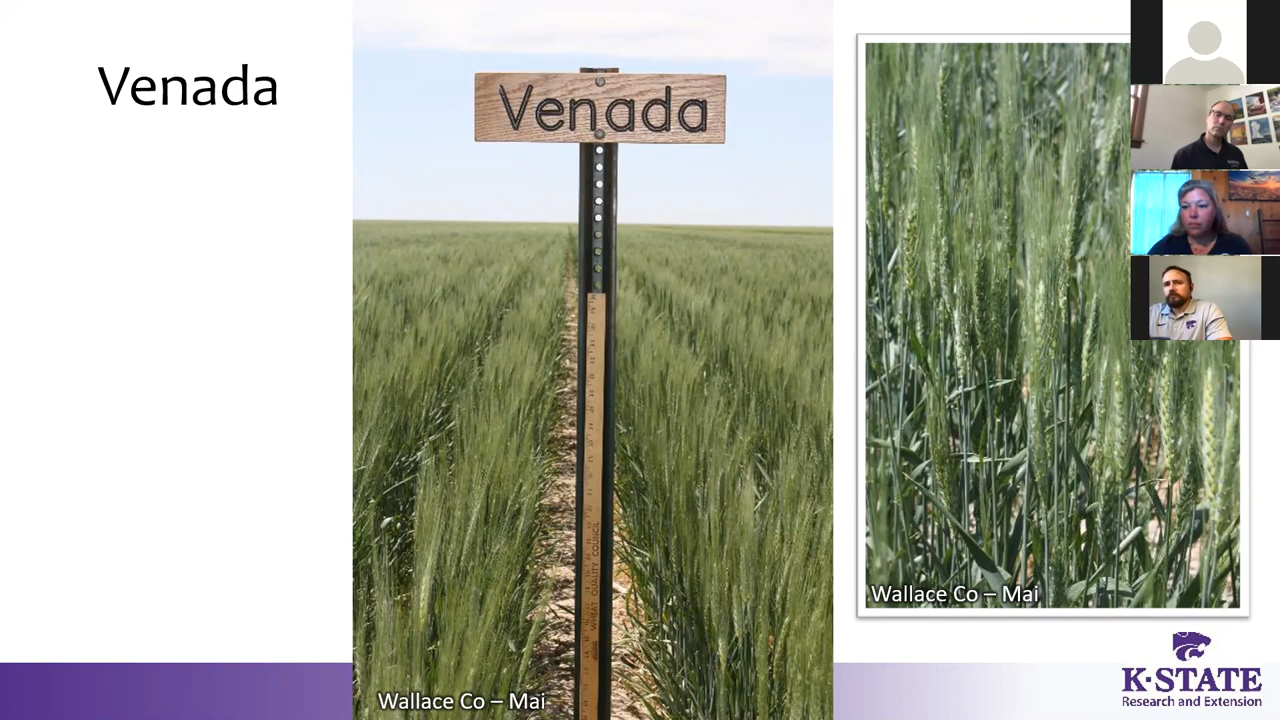 Venada
Venada
WHEAT QUALITY COUNCIL
Wallace Co – Mai
Wallace Co – Mai
K-STATE
Research and Extension